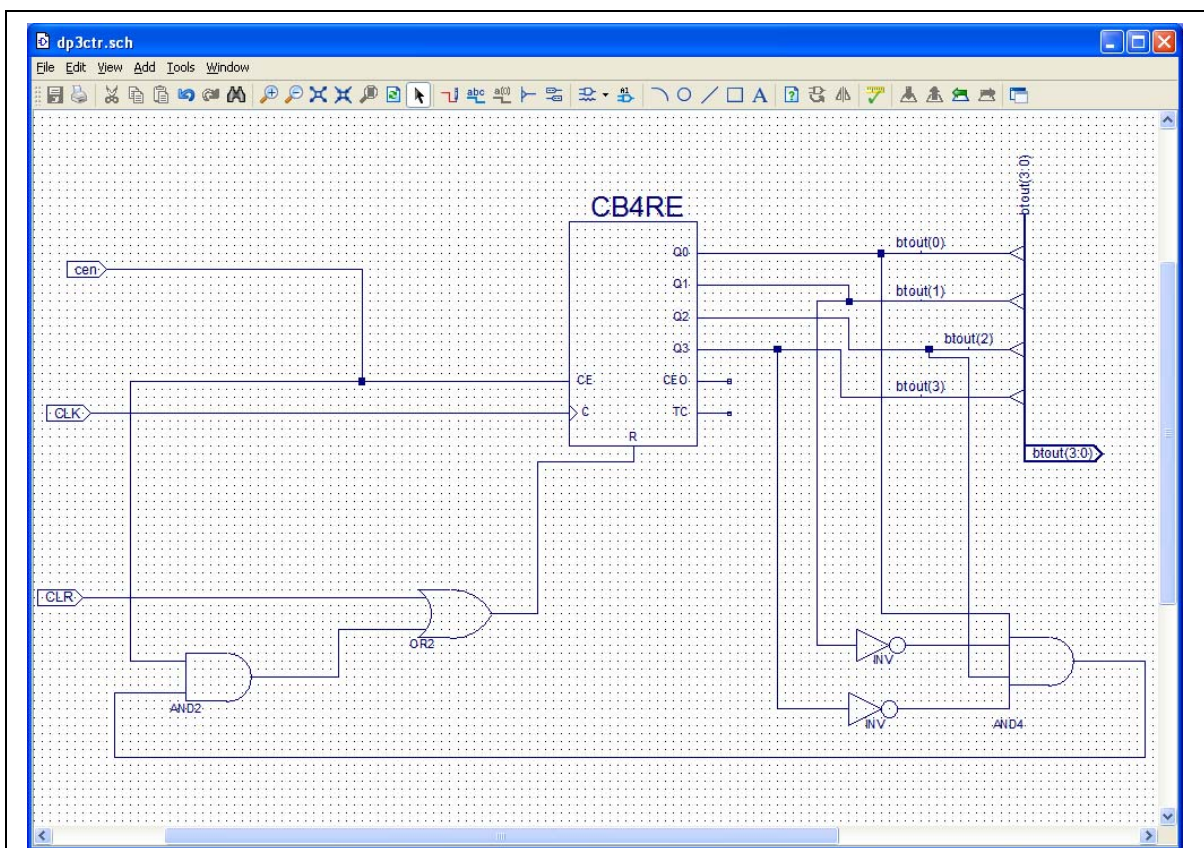 dp3ctr.sch
File Edit View Add Tools Window
abc
a(0)
A
CB4RE
btout(3:0)
cen
Q0
btout(0)
Q1
btout(1)
Q2
btout(2)
Q3
CE
CEO
btout(3)
CLK
C
TC
R
btout(3:0)
CLR
OR2
INV
AND2
INV
AND4